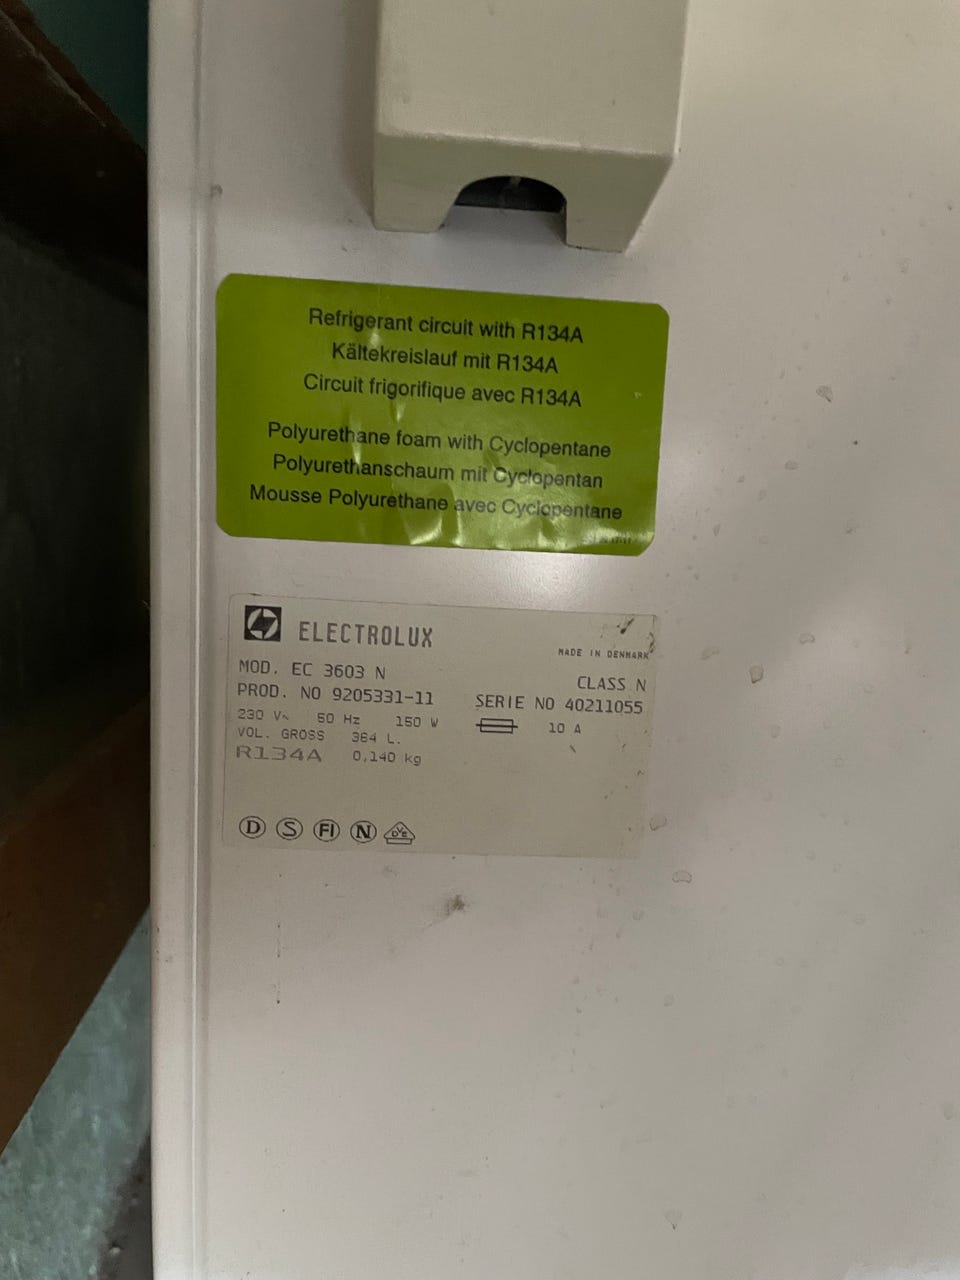 Refrigerant circuit with R134A
Kältekreislauf mit R134A
Circuit frigorifique avec R134A
Polyurethane foam with Cyclopentane
Polyurethanschaum mit Cyclopentan
Mousse Polyuréthane avec Cyclopentane
ELECTROLUX
MADE IN DENMARK
MOD. EC 3603 N
CLASS N
PROD. NO 9205331-11 SERIE NO 40211055
230 V~ 50 Hz 150 W 10 A
VOL. GROSS 364 L.
R134A 0,140 kg
D S FI N DVE